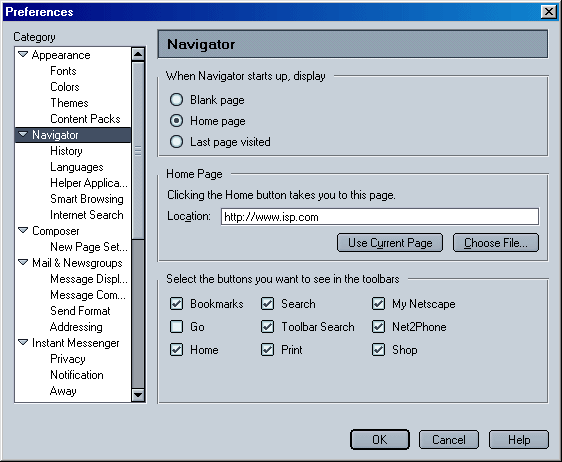 Preferences
Category
Appearance
Fonts
Colors
Themes
Content Packs
Navigator
History
Languages
Helper Applica...
Smart Browsing
Internet Search
Composer
New Page Set...
Mail & Newsgroups
Message Displ...
Message Com...
Send Format
Addressing
Instant Messenger
Privacy
Notification
Away
Navigator
When Navigator starts up, display
Blank page
Home page
Last page visited
Home Page
Clicking the Home button takes you to this page.
Location: http://www.isp.com
Use Current Page Choose File...
Select the buttons you want to see in the toolbars
Bookmarks Search My Netscape
Go Toolbar Search Net2Phone
Home Print Shop
OK Cancel Help